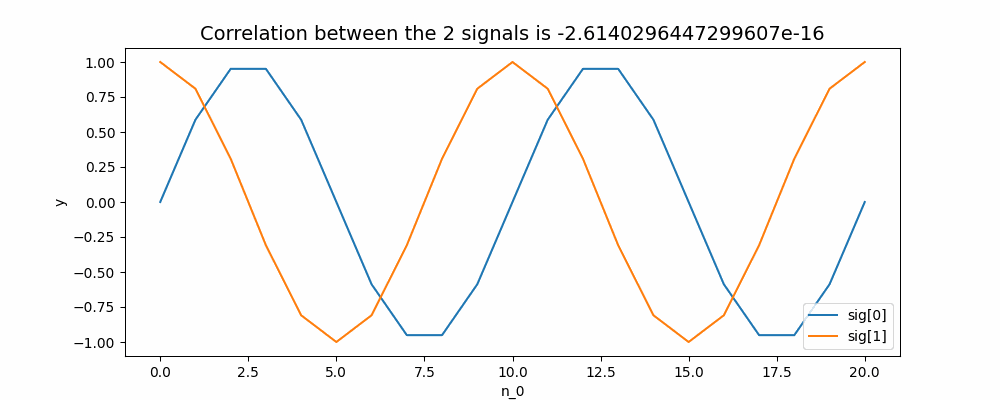 Correlation between the 2 signals is -2.6140296447299607e-16
1.00
0.75
0.50
0.25
0.00
−0.25
−0.50
−0.75
−1.00
y
sig[0]
sig[1]
0.0 2.5 5.0 7.5 10.0 12.5 15.0 17.5 20.0
n_0